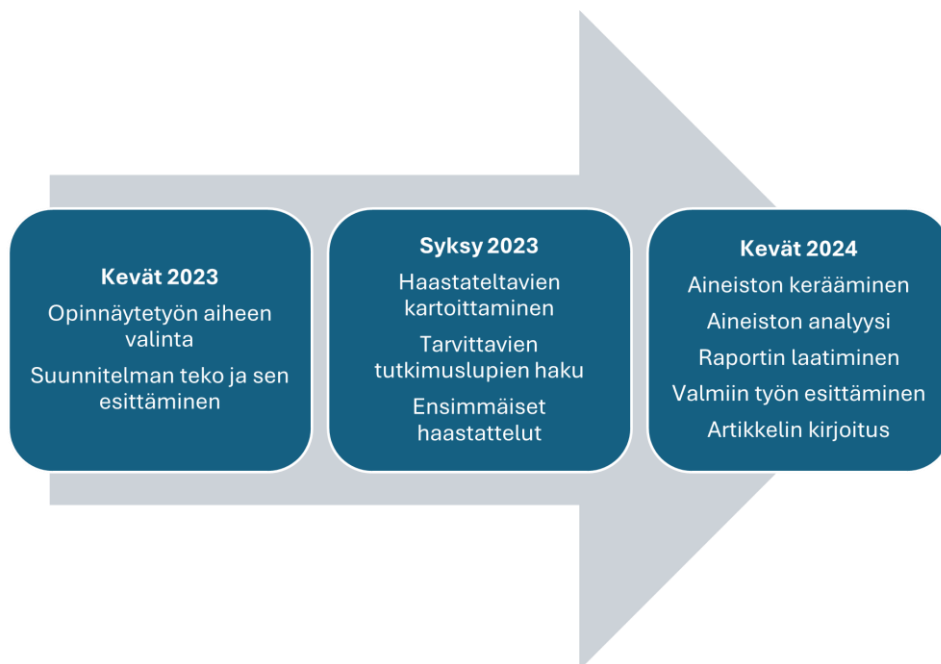 Kevät 2023
Opinnäytetyön aiheen
valinta
Suunnitelman teko ja sen
esittäminen
Syksy 2023
Haastateltavien
kartoittaminen
Tarvittavien
tutkimuslupien haku
Ensimmäiset
haastattelut
Kevät 2024
Aineiston kerääminen
Aineiston analyysi
Raportin laatiminen
Valmiin työn esittäminen
Artikkelin kirjoitus